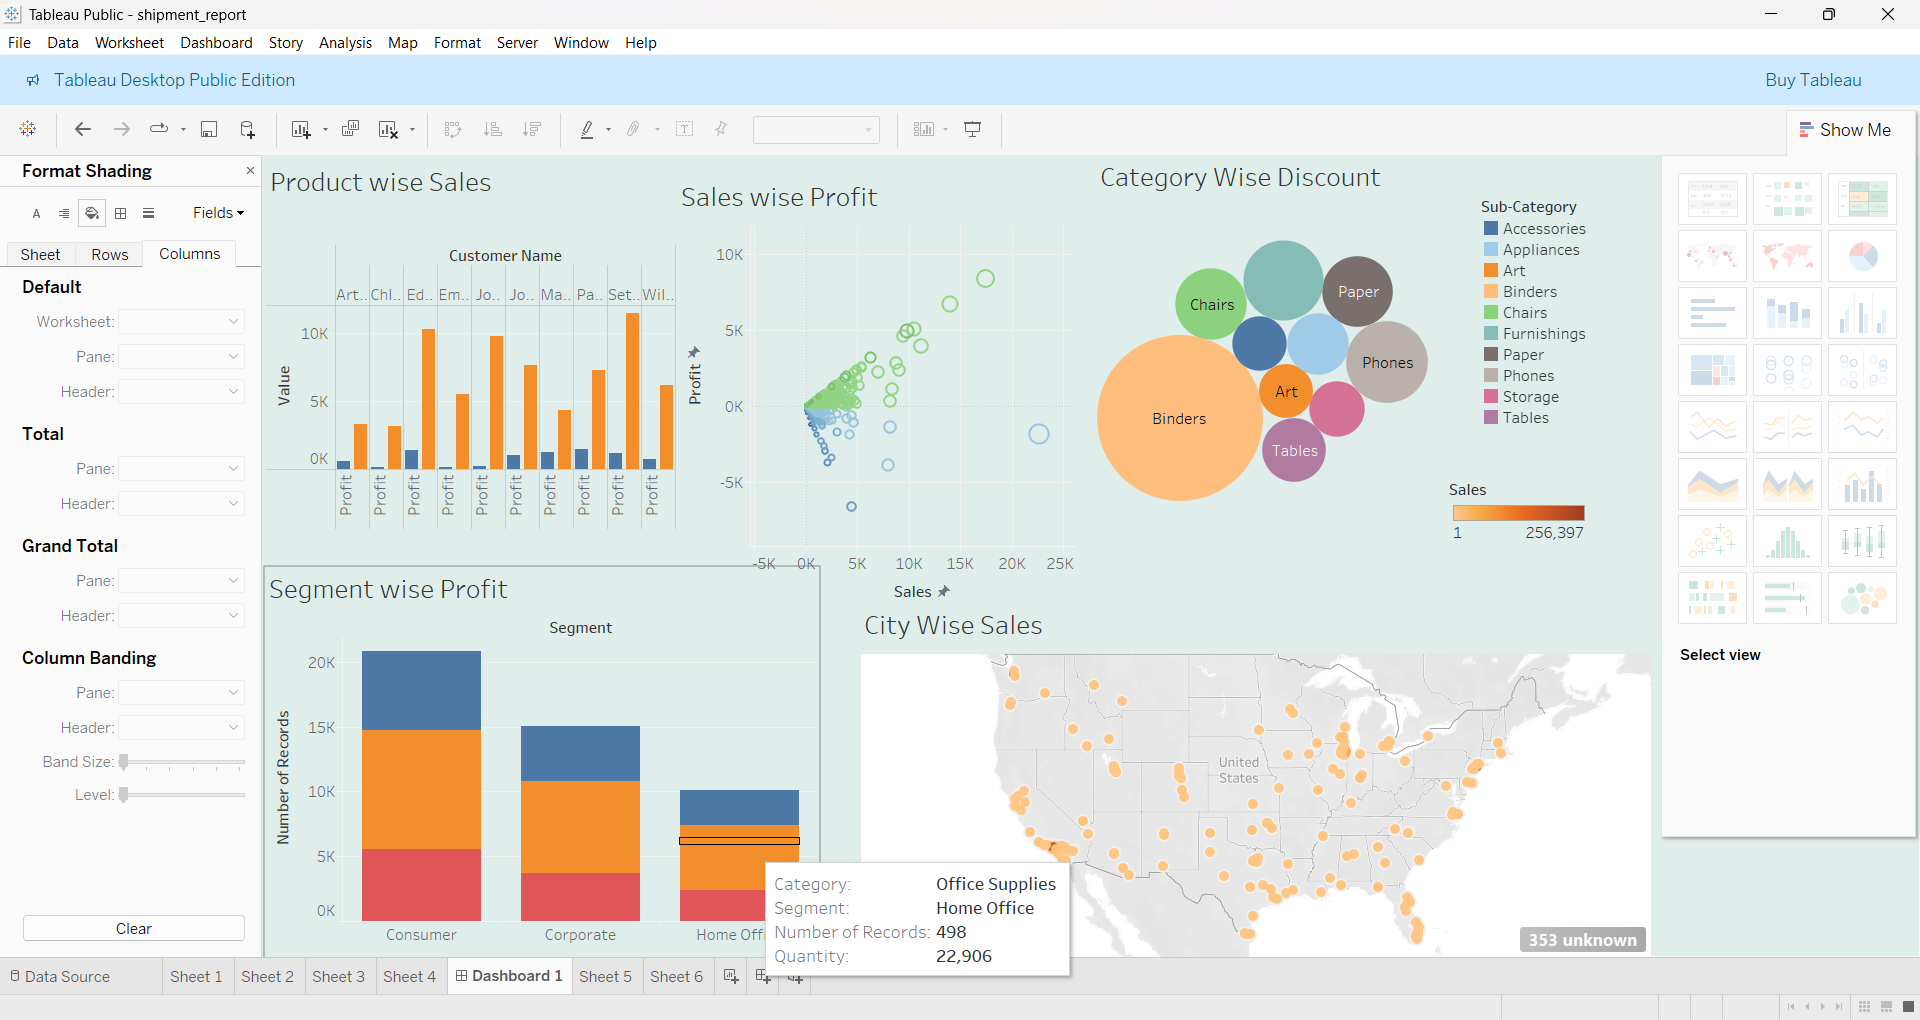 Tableau Public - shipment_report
File Data Worksheet Dashboard Story Analysis Map Format Server Window Help
Tableau Desktop Public Edition
Buy Tableau
Show Me
Format Shading
Fields
Sheet Rows Columns
Default
Worksheet:
Pane:
Header:
Total
Pane:
Header:
Grand Total
Pane:
Header:
Column Banding
Pane:
Header:
Band Size:
Level:
Clear
Product wise Sales
Customer Name
Art.. Chl.. Ed.. Em.. Jo.. Jo.. Ma.. Pa.. Set.. Wil..
Value
10K
5K
0K
Profit Profit Profit Profit Profit Profit Profit Profit Profit Profit
Sales wise Profit
Profit
10K
5K
0K
-5K
-5K 0K 5K 10K 15K 20K 25K
Sales
Category Wise Discount
Chairs
Paper
Phones
Art
Binders
Tables
Sub-Category
Accessories
Appliances
Art
Binders
Chairs
Furnishings
Paper
Phones
Storage
Tables
Sales
1 256,397
Segment wise Profit
Segment
Number of Records
20K
15K
10K
5K
0K
Consumer Corporate Home Offi
Category: Office Supplies
Segment: Home Office
Number of Records: 498
Quantity: 22,906
City Wise Sales
United
States
353 unknown
Select view
Data Source Sheet 1 Sheet 2 Sheet 3 Sheet 4 Dashboard 1 Sheet 5 Sheet 6